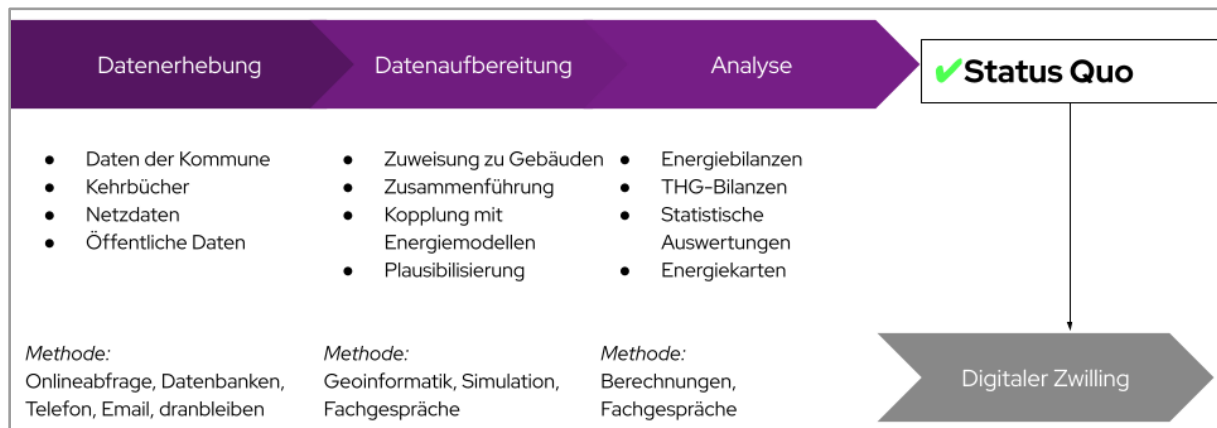 Datenerhebung
Datenaufbereitung
Analyse
✔Status Quo
● Daten der Kommune
● Kehrbücher
● Netzdaten
● Öffentliche Daten
● Zuweisung zu Gebäuden
● Zusammenführung
● Kopplung mit
Energiemodellen
● Plausibilisierung
● Energiebilanzen
● THG-Bilanzen
● Statistische
Auswertungen
● Energiekarten
Methode:
Onlineabfrage, Datenbanken,
Telefon, Email, dranbleiben
Methode:
Geoinformatik, Simulation,
Fachgespräche
Methode:
Berechnungen,
Fachgespräche
Digitaler Zwilling